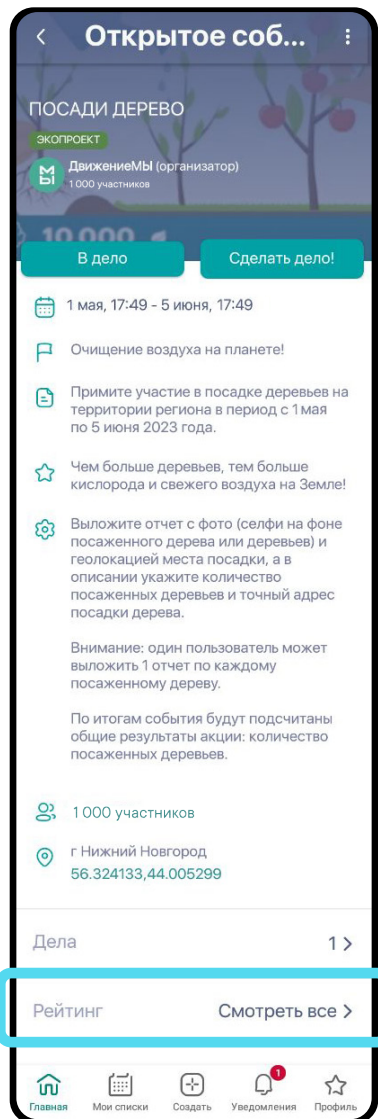 Открытое соб...
ПОСАДИ ДЕРЕВО
ЭКОПРОЕКТ
ДвижениеМЫ (организатор)
1 000 участников
МЫ
10 000
В дело
Сделать дело!
1 мая, 17:49 - 5 июня, 17:49
Очищение воздуха на планете!
Примите участие в посадке деревьев на
территории региона в период с 1 мая
по 5 июня 2023 года.
Чем больше деревьев, тем больше
кислорода и свежего воздуха на Земле!
Выложите отчет с фото (селфи на фоне
посаженного дерева или деревьев) и
геолокацией места посадки, а в
описании укажите количество
посаженных деревьев и точный адрес
посадки дерева.
Внимание: один пользователь может
выложить 1 отчет по каждому
посаженному дереву.
По итогам события будут подсчитаны
общие результаты акции: количество
посаженных деревьев.
1 000 участников
г Нижний Новгород
56.324133,44.005299
Дела 1
Рейтинг Смотреть все
1
Главная Мои списки Создать Уведомления Профиль